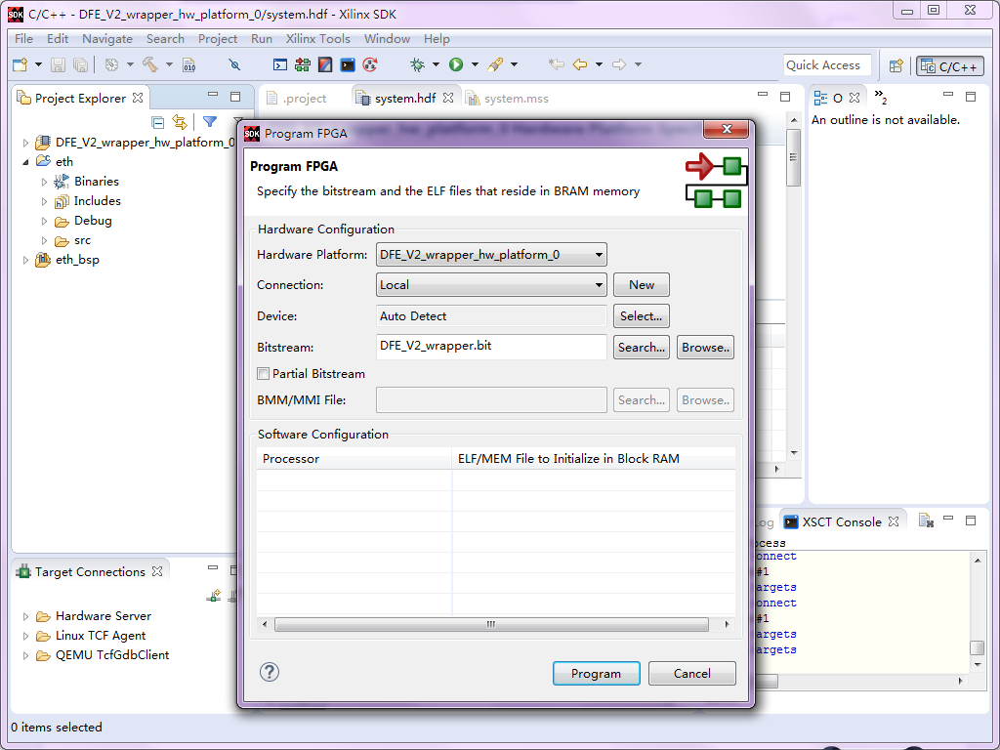 C/C++ - DFE_V2_wrapper_hw_platform_0/system.hdf - Xilinx SDK
File Edit Navigate Search Project Run Xilinx Tools Window Help
Quick Access
C/C++
Project Explorer
.project
system.hdf
system.mss
O
2
An outline is not available.
DFE_V2_wrapper_hw_platform_0
eth
Binaries
Includes
Debug
src
eth_bsp
Program FPGA
Program FPGA
Specify the bitstream and the ELF files that reside in BRAM memory
Hardware Configuration
Hardware Platform: DFE_V2_wrapper_hw_platform_0
Connection: Local New
Device: Auto Detect Select...
Bitstream: DFE_V2_wrapper.bit Search... Browse..
Partial Bitstream
BMM/MMI File: Search... Browse..
Software Configuration
Processor ELF/MEM File to Initialize in Block RAM
Program Cancel
og XSCT Console
ocess
onnect
#1
argets
onnect
#1
argets
argets
Target Connections
Hardware Server
Linux TCF Agent
QEMU TcfGdbClient
0 items selected